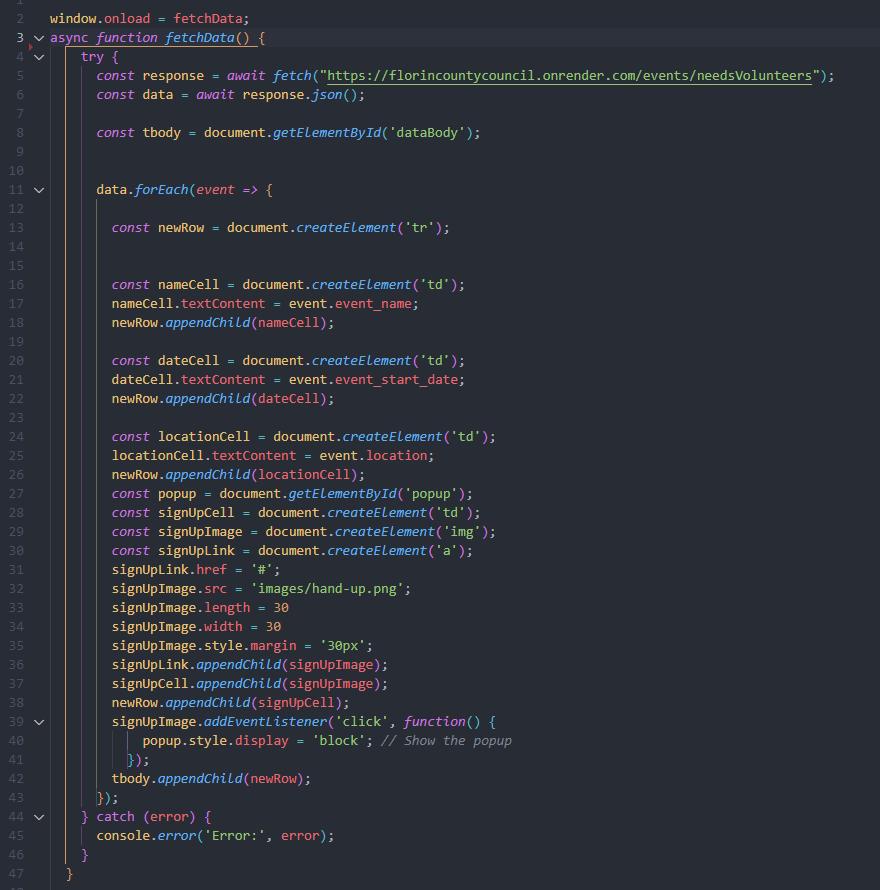 2 window.onload = fetchData;
3 async function fetchData() {
4 try {
5 const response = await fetch("https://florincountycouncil.onrender.com/events/needsVolunteers");
6 const data = await response.json();
7
8 const tbody = document.getElementById('dataBody');
9
10
11 data.forEach(event => {
12
13 const newRow = document.createElement('tr');
14
15
16 const nameCell = document.createElement('td');
17 nameCell.textContent = event.event_name;
18 newRow.appendChild(nameCell);
19
20 const dateCell = document.createElement('td');
21 dateCell.textContent = event.event_start_date;
22 newRow.appendChild(dateCell);
23
24 const locationCell = document.createElement('td');
25 locationCell.textContent = event.location;
26 newRow.appendChild(locationCell);
27 const popup = document.getElementById('popup');
28 const signUpCell = document.createElement('td');
29 const signUpImage = document.createElement('img');
30 const signUpLink = document.createElement('a');
31 signUpLink.href = '#';
32 signUpImage.src = 'images/hand-up.png';
33 signUpImage.length = 30
34 signUpImage.width = 30
35 signUpImage.style.margin = '30px';
36 signUpLink.appendChild(signUpImage);
37 signUpCell.appendChild(signUpImage);
38 newRow.appendChild(signUpCell);
39 signUpImage.addEventListener('click', function() {
40 popup.style.display = 'block'; // Show the popup
41 });
42 tbody.appendChild(newRow);
43 });
44 } catch (error) {
45 console.error('Error:', error);
46 }
47 }